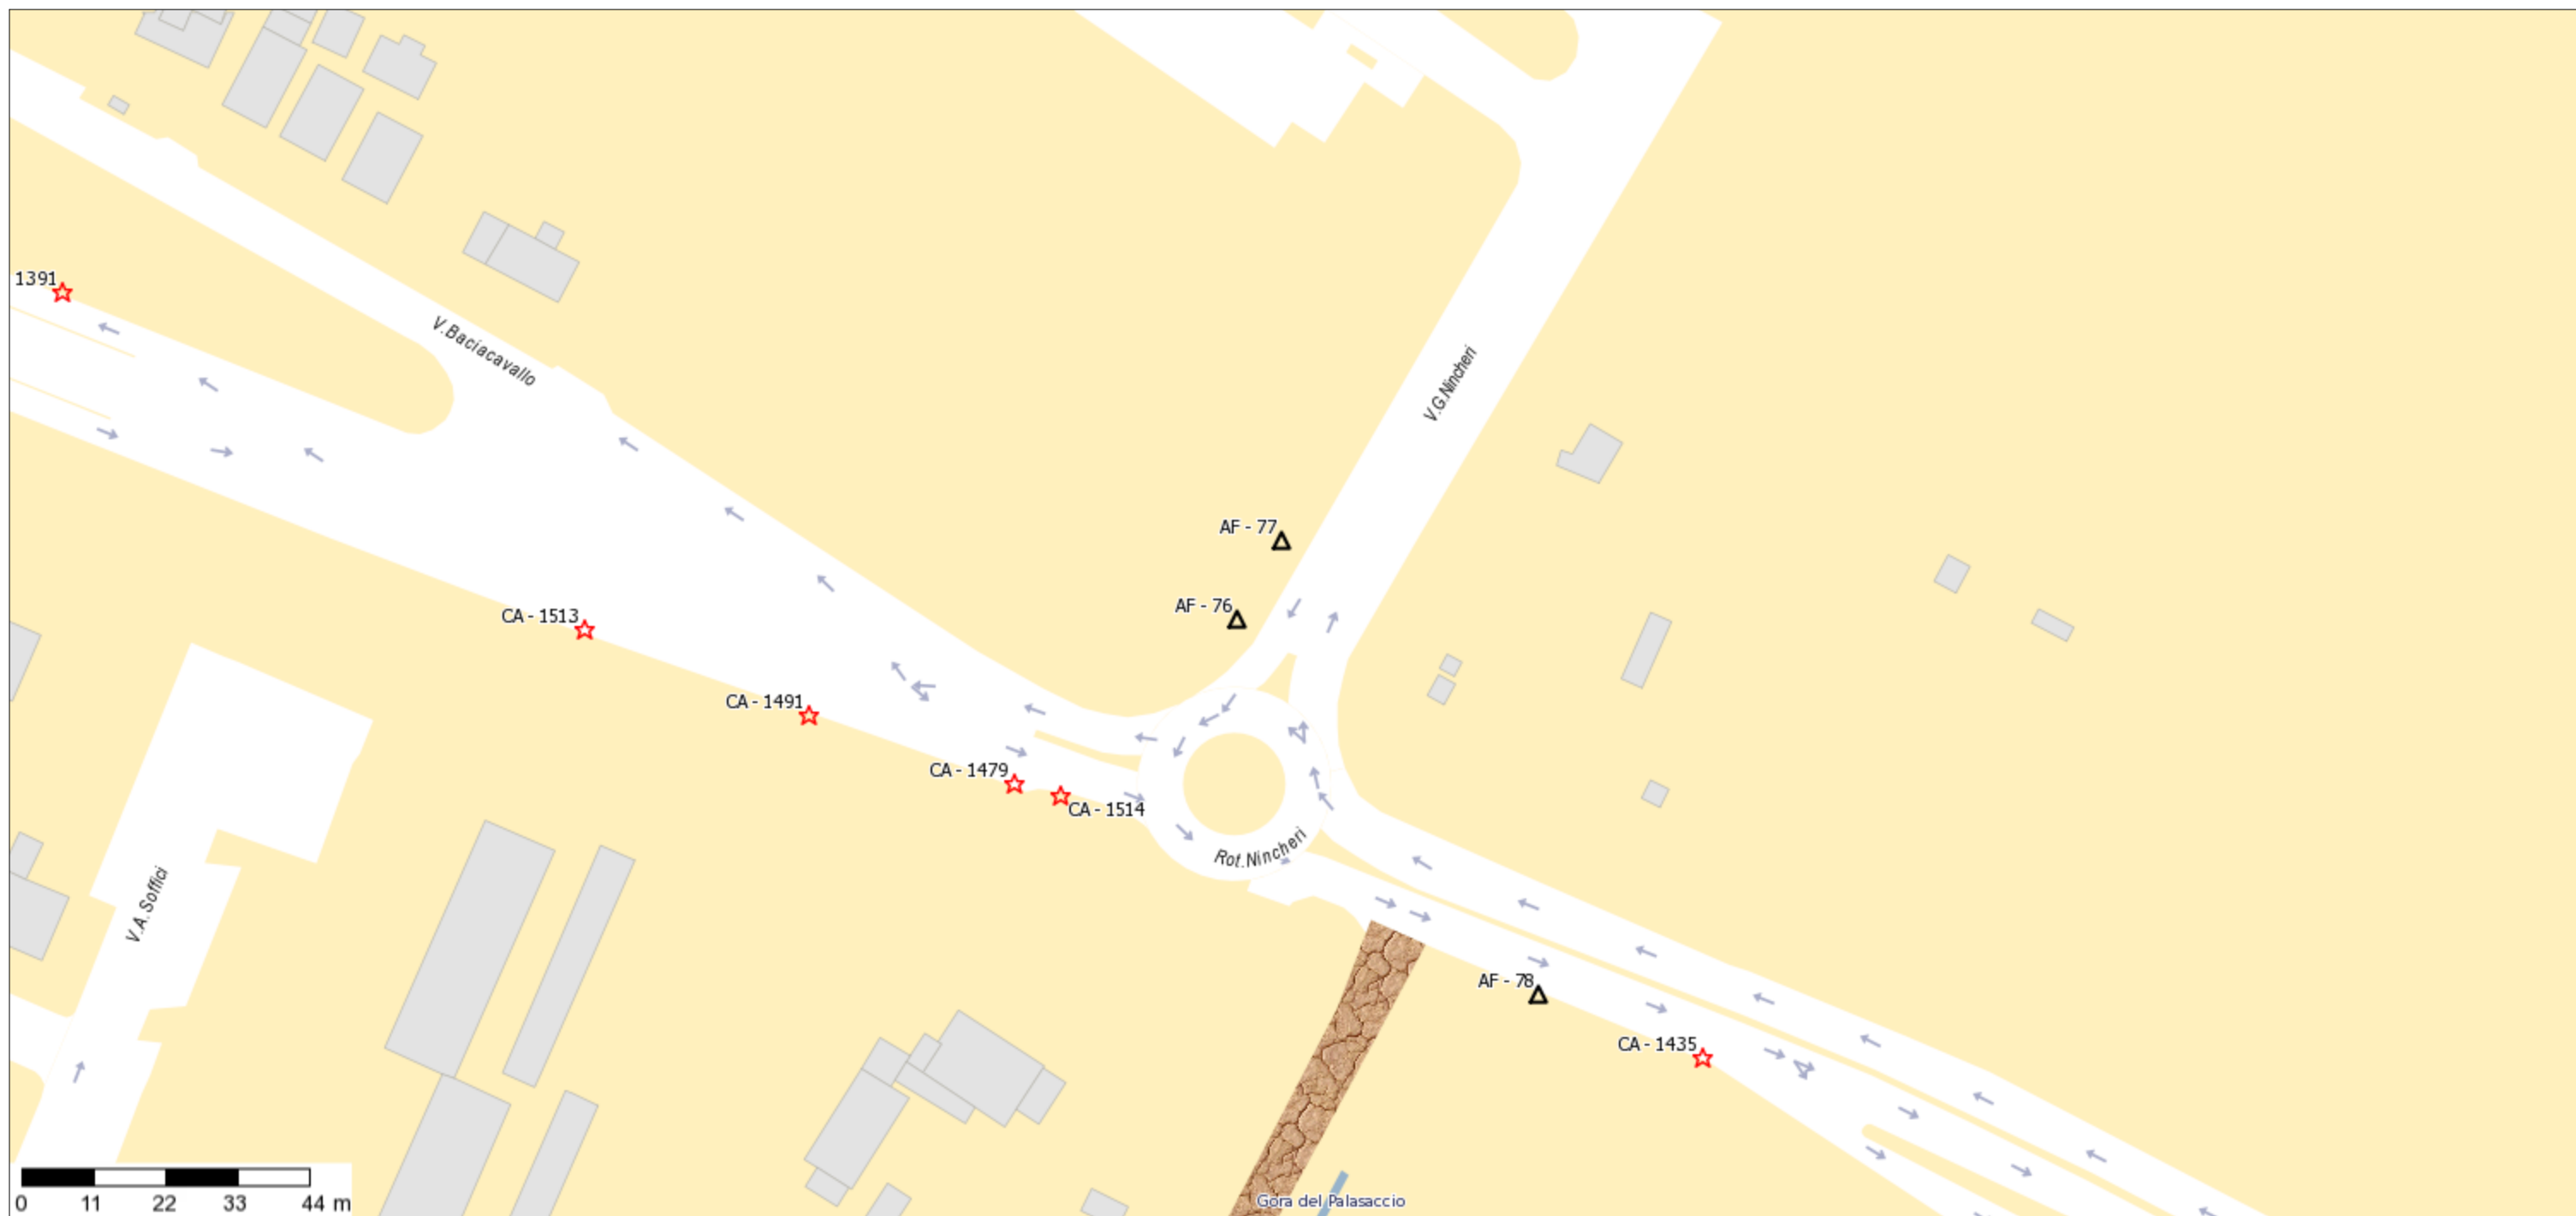 1391
V.Baciacavallo
V.G.Nincheri
AF - 77
AF - 76
CA - 1513
CA - 1491
CA - 1479
CA - 1514
Rot.Nincheri
V.A.Soffici
AF - 78
CA - 1435
0 11 22 33 44 m
Gora del Palasaccio